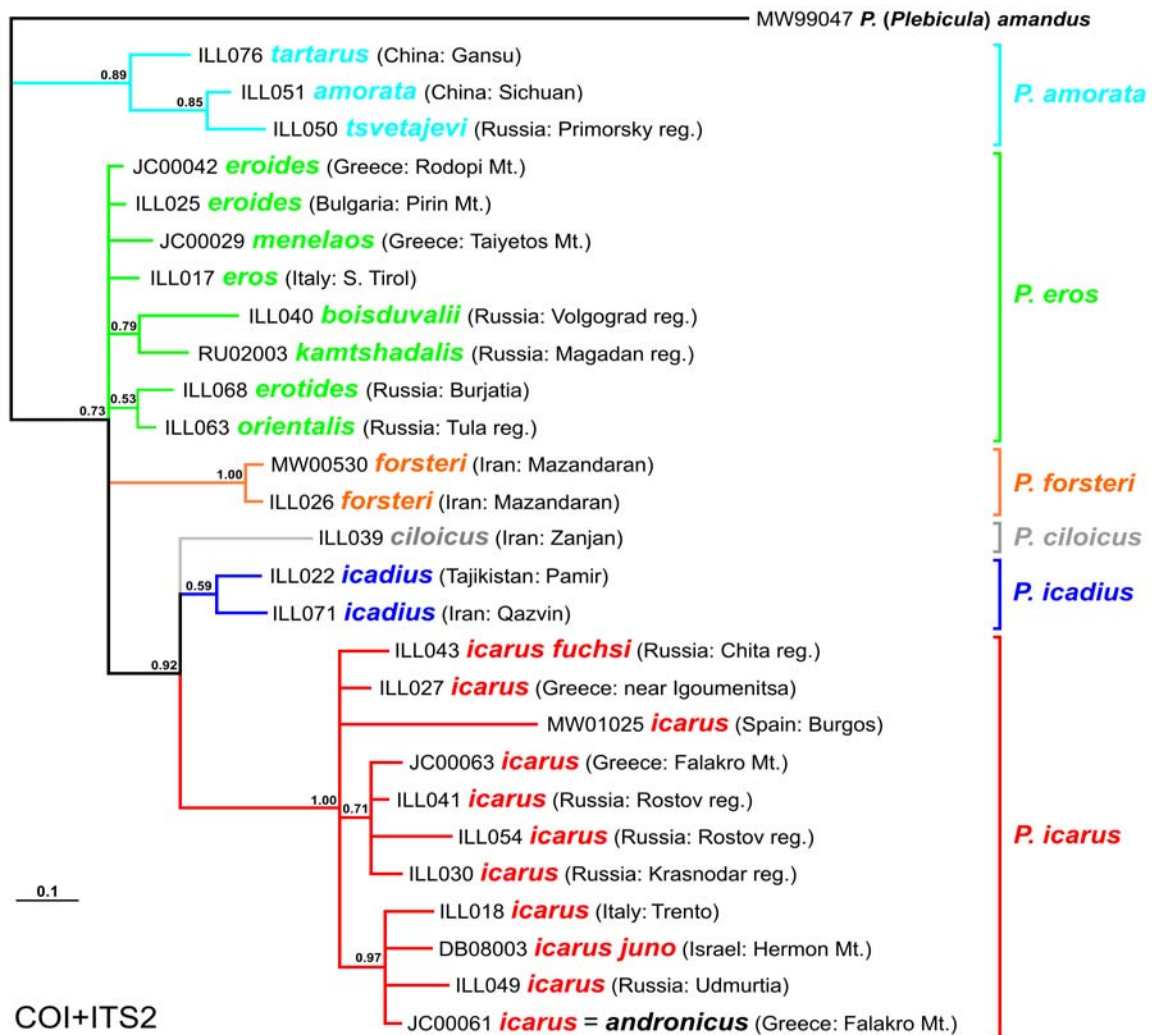 MW99047 P. (Plebicula) amandus
ILL076 tartarus (China: Gansu)
0.89
P. amorata
ILL051 amorata (China: Sichuan)
0.85
ILL050 tsvetajevi (Russia: Primorsky reg.)
JC00042 eroides (Greece: Rodopi Mt.)
ILL025 eroides (Bulgaria: Pirin Mt.)
JC00029 menelaos (Greece: Taiyetos Mt.)
ILL017 eros (Italy: S. Tirol)
P. eros
ILL040 boisduvalii (Russia: Volgograd reg.)
0.79
RU02003 kamtshadalis (Russia: Magadan reg.)
ILL068 erotides (Russia: Burjatia)
0.53
0.73
ILL063 orientalis (Russia: Tula reg.)
MW00530 forsteri (Iran: Mazandaran)
1.00
P. forsteri
ILL026 forsteri (Iran: Mazandaran)
ILL039 ciloicus (Iran: Zanjan)
P. ciloicus
ILL022 icadius (Tajikistan: Pamir)
0.59
P. icadius
ILL071 icadius (Iran: Qazvin)
ILL043 icarus fuchsi (Russia: Chita reg.)
0.92
ILL027 icarus (Greece: near Igoumenitsa)
MW01025 icarus (Spain: Burgos)
JC00063 icarus (Greece: Falakro Mt.)
ILL041 icarus (Russia: Rostov reg.)
1.00
0.71
ILL054 icarus (Russia: Rostov reg.)
P. icarus
ILL030 icarus (Russia: Krasnodar reg.)
0.1
ILL018 icarus (Italy: Trento)
DB08003 icarus juno (Israel: Hermon Mt.)
0.97
ILL049 icarus (Russia: Udmurtia)
COI+ITS2
JC00061 icarus = andronicus (Greece: Falakro Mt.)